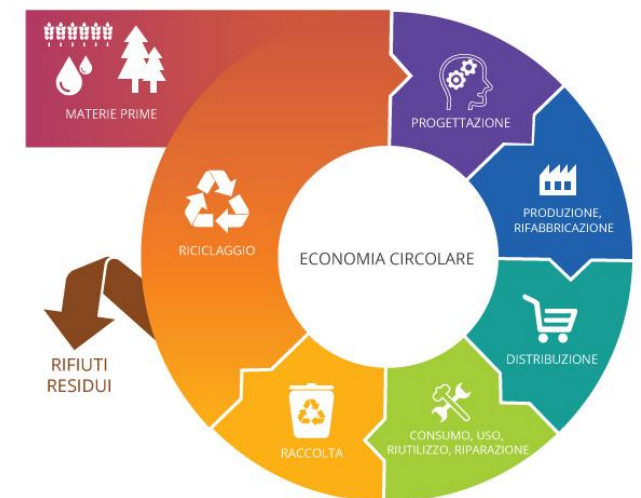 MATERIE PRIME
PROGETTAZIONE
PRODUZIONE,
RIFABBRICAZIONE
RICICLAGGIO
ECONOMIA CIRCOLARE
DISTRIBUZIONE
RIFIUTI
RESIDUI
CONSUMO, USO,
RIUTILIZZO, RIPARAZIONE
RACCOLTA